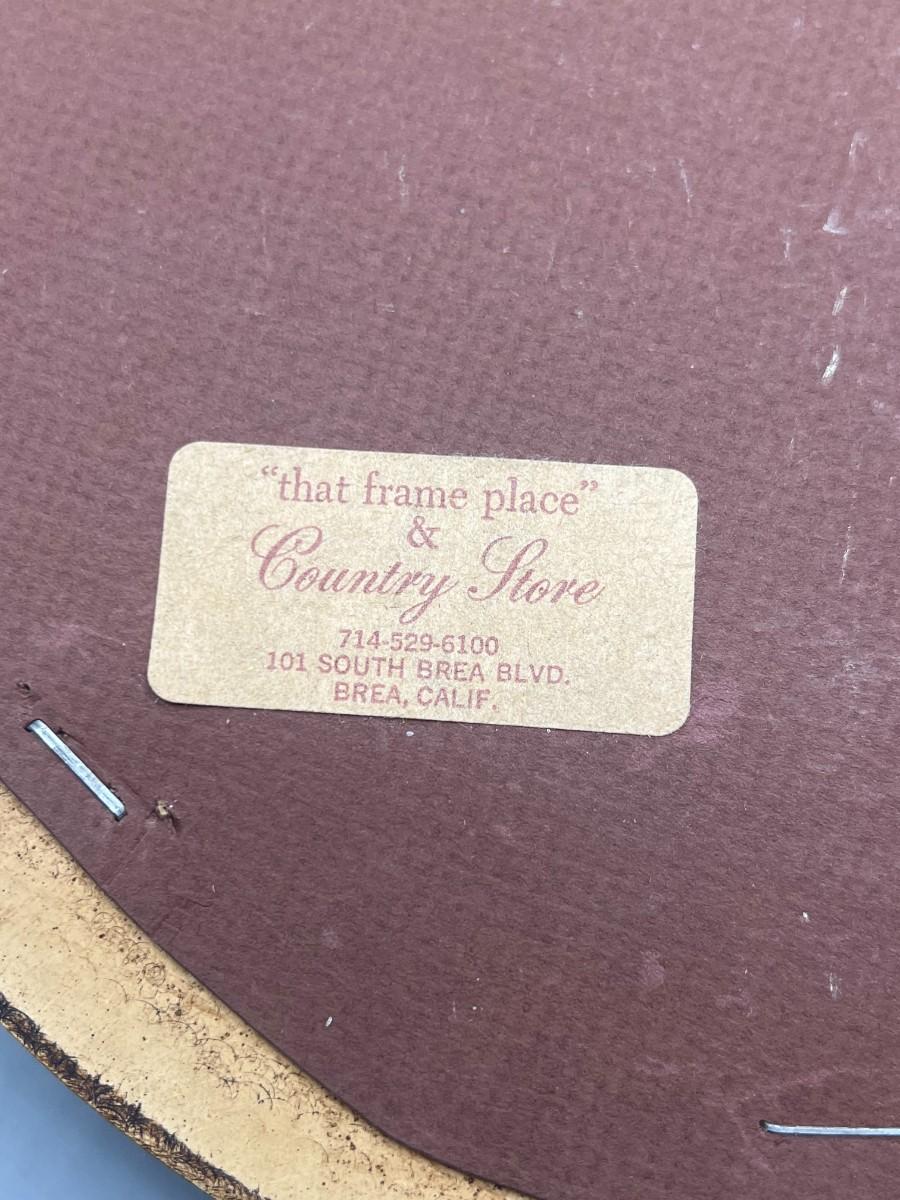 “that frame place”
&
Country Store
714-529-6100
101 SOUTH BREA BLVD.
BREA, CALIF.